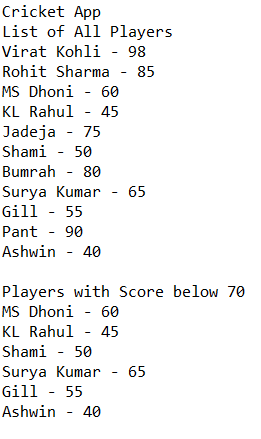 Cricket App
List of All Players
Virat Kohli - 98
Rohit Sharma - 85
MS Dhoni - 60
KL Rahul - 45
Jadeja - 75
Shami - 50
Bumrah - 80
Surya Kumar - 65
Gill - 55
Pant - 90
Ashwin - 40

Players with Score below 70
MS Dhoni - 60
KL Rahul - 45
Shami - 50
Surya Kumar - 65
Gill - 55
Ashwin - 40